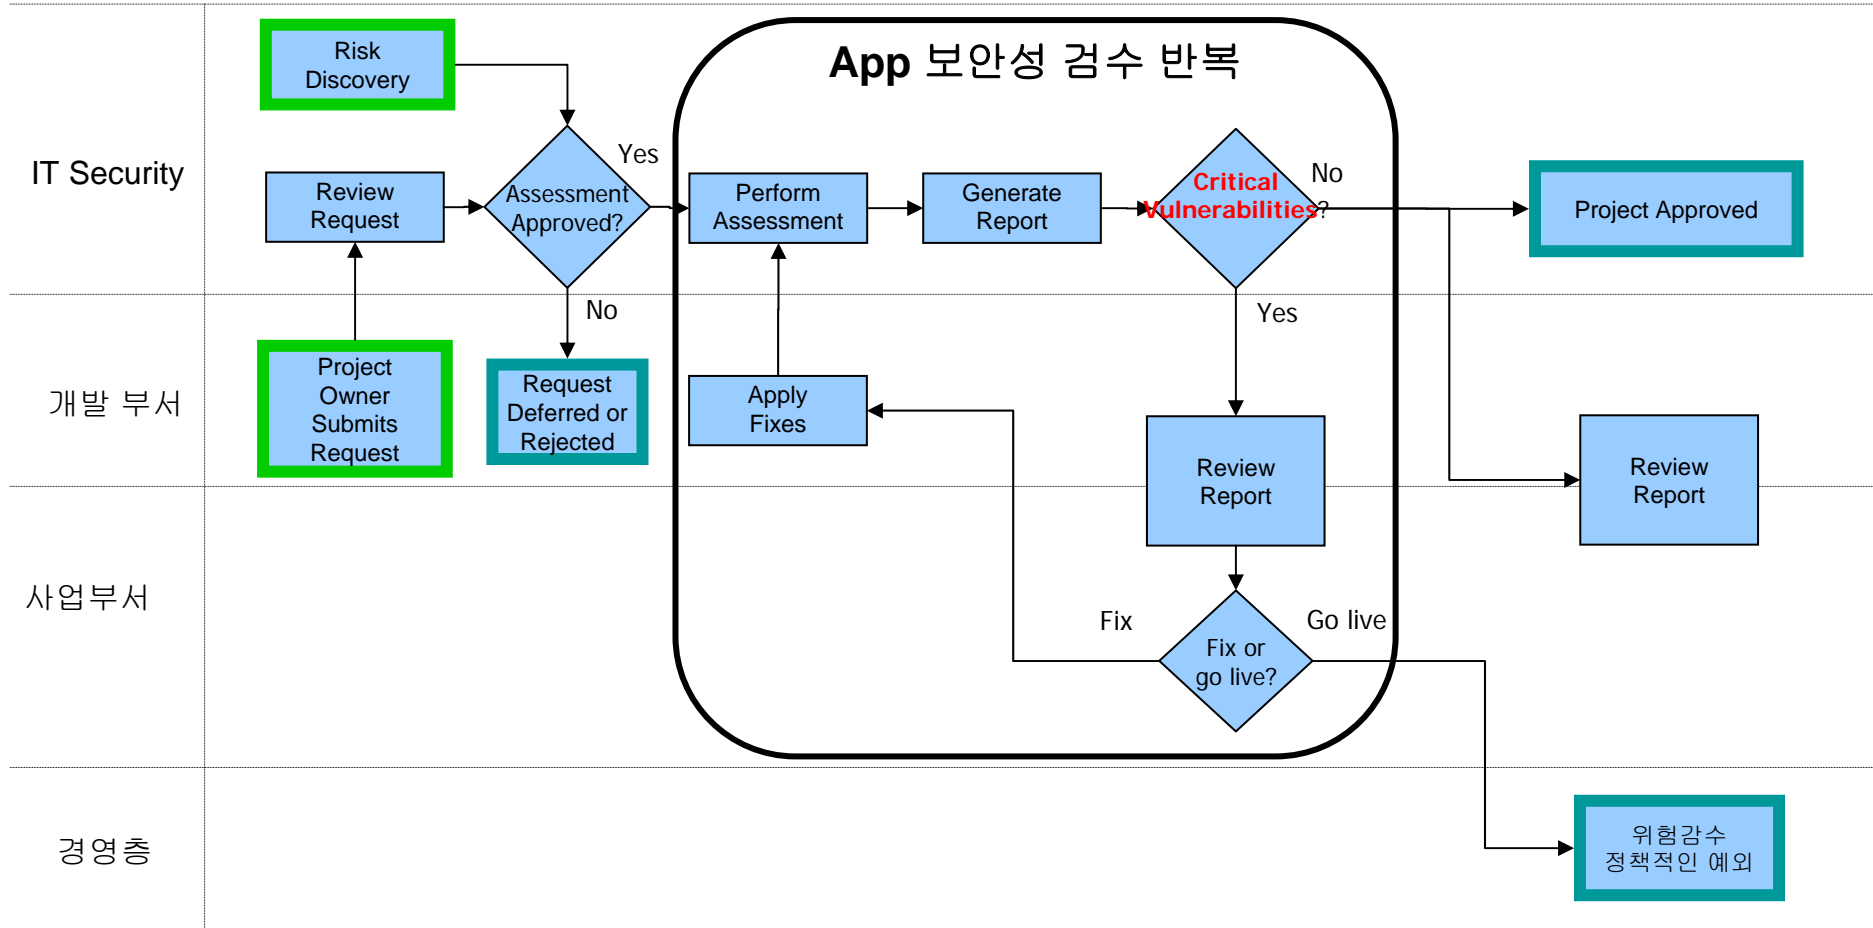 App 보안성 검수 반복
Risk
Discovery
IT Security
Review
Request
Assessment
Approved?
Yes
Perform
Assessment
Generate
Report
Critical
Vulnerabilities?
No
Project Approved
No
Yes
개발 부서
Project
Owner
Submits
Request
Request
Deferred or
Rejected
Apply
Fixes
Review
Report
Review
Report
사업부서
Fix
Go live
Fix or
go live?
경영층
위험감수
정책적인 예외